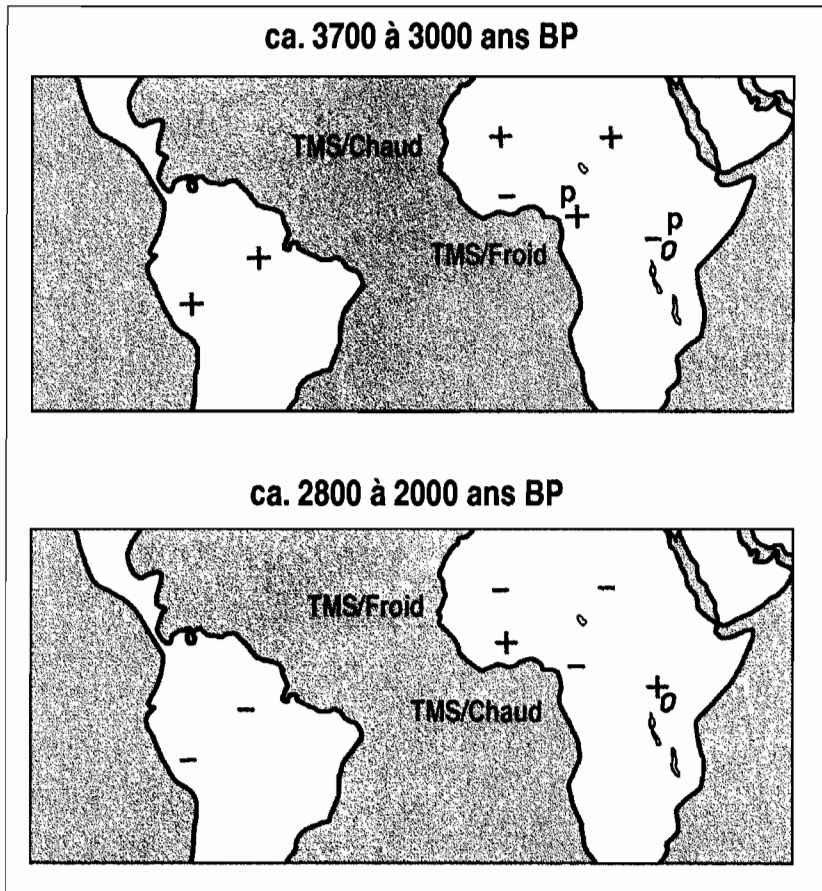 ca. 3700 à 3000 ans BP
TMS/Chaud
+ +
p
- +
p
TMS/Froid
-
+
+
ca. 2800 à 2000 ans BP
TMS/Froid
- -
+
-
TMS/Chaud
+
-
-